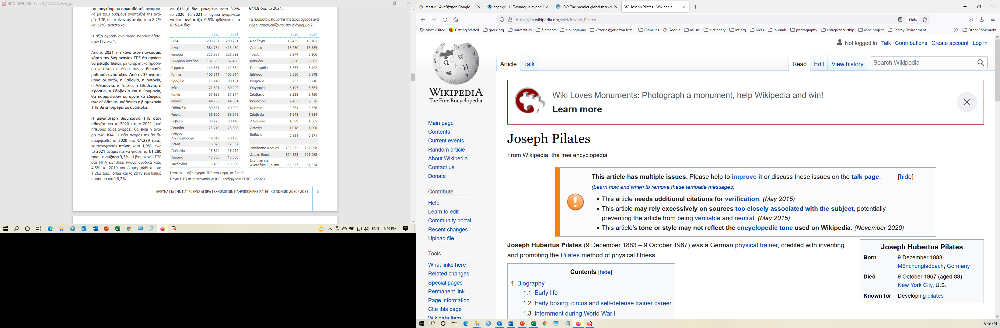 EITO-SEPE_18thReport_12)2020_web_.pdf
του παγκόσμιου πρωταθλητή, αναφορι-
κά με τους ρυθμούς ανάπτυξης της αγο-
ράς ΤΠΕ, πετυχαίνοντας άνοδο κατά 8,7%
και 12%, αντίστοιχα.
Η αξία αγοράς ανά χώρα παρουσιάζεται
στον Πίνακα 1.
Από το 2021, η εικόνα στον παγκόσμιο
χάρτη της βιομηχανίας ΤΠΕ θα αρχίσει
να μεταβάλλεται, με τα αρνητικά πρόση-
μα να δίνουν τη θέση τους σε θετικούς
ρυθμούς ανάπτυξης. Από τις 35 αγορές
μόνο οι οκτώ, η Εσθονία, η Λετονία,
η Λιθουανία, η Τσεχία, η Σλοβενία, η
Κροατία, η Σλοβακία και η Ρουμανία,
θα παραμείνουν σε αρνητικό έδαφος,
ενώ σε όλες τις υπόλοιπες η βιομηχανία
ΤΠΕ θα επιστρέψει σε ανάπτυξη.
Η μεγαλύτερη βιομηχανία ΤΠΕ στον
πλανήτη για το 2020 και το 2021 (από
πλευράς αξίας αγοράς), θα είναι η αγο-
ρά των ΗΠΑ. Η αξία αγοράς της θα δι-
αμορφωθεί το 2020 στο €1,239 τρισ.,
καταγράφοντας πτώση κατά 1,9%, ενώ
το 2021 αναμένεται να φτάσει το €1,280
τρισ. με αύξηση 3,3%. Η βιομηχανία ΤΠΕ
στις ΗΠΑ κινήθηκε έντονα ανοδικά κατά
4,5% το 2019 και διαμορφώθηκε στα
1,263 τρισ., όπως και το 2018 είχε θετικό
πρόσημο κατά 6,2%.
σε €151,6 δισ. μειωμένη κατά 3,2%
το 2020. Το 2021, η αγορά αναμένεται
να έχει ανάπτυξη 0,5% φθάνοντας τα
€152,4 δισ.
€44,8 δισ. το 2021.
Τα ποσοστά μεταβολής της αξίας αγοράς ανά
χώρα, παρουσιάζονται στο Διάγραμμα 2.
2020 2021
ΗΠΑ 1.239,707 1.280,731
Κίνα 384,734 413,460
Ιαπωνία 225,237 228,392
Ηνωμένο Βασίλειο 151,630 152,438
Γερμανία 140,331 142,564
Γαλλία 105,311 105,814
Βραζιλία 75,148 80,151
Ινδία 71,501 80,292
Ιταλία 57,926 57,974
Ισπανία 44,786 44,881
Ολλανδία 39,567 40,092
Ρωσία 36,800 38,675
Ελβετία 30,220 30,410
Σουηδία 25,218 25,858
Βέλγιο/
Λουξεμβούργο 19,819 20,193
Δανία 16,876 17,337
Πολωνία 15,874 16,212
Τουρκία 15,366 15,560
Φινλανδία 13,459 13,806
2020 2021
Νορβηγία 13,435 13,701
Αυστρία 13,230 13,385
Τσεχία 8,974 8,966
Ιρλανδία 8,608 8,665
Πορτογαλία 8,357 8,402
Ελλάδα 5,550 5,548
Ρουμανία 5,292 5,216
Ουγγαρία 5,197 5,363
Σλοβακία 3,228 3,190
Βουλγαρία 2,462 2,526
Κροατία 2,364 2,356
Σλοβενία 1,648 1,584
Λιθουανία 1,589 1,565
Λετονία 1,018 1,000
Εσθονία 0,881 0,871
Υπόλοιπος Κόσμος 735,222 762,098
Δυτική Ευρώπη 694,323 701,068
Κεντρική και
Ανατολική Ευρώπη 85,327 87,524
Πίνακας 1. Αξία αγοράς ΤΠΕ ανά χώρα, σε δισ. €.
Πηγή: EITO σε συνεργασία με IDC, επεξεργασία ΣΕΠΕ, 12/2020.
ΕΡΕΥΝΑ ΓΙΑ ΤΗΝ ΠΑΓΚΟΣΜΙΑ ΑΓΟΡΑ ΤΕΧΝΟΛΟΓΙΩΝ ΠΛΗΡΟΦΟΡΙΚΗΣ ΚΑΙ ΕΠΙΚΟΙΝΩΝΙΩΝ 2020/ 2021 5
ENG 6:49 PM
σ.ε.π.ε - Αναζήτηση Google
sepe.gr - Η Παγκόσμια αγορά Τ
IDC: The premier global market
Joseph Pilates - Wikipedia
https://en.wikipedia.org/wiki/Joseph_Pilates 150%
Most Visited Getting Started greek org universities διάφορα bibliography «Στους ήχους του Μπ... Globelics Google music dictionary int org press journals photography entrepreneurship wine project Energy Environment Other Bookmarks
Not logged in Talk Contributions Create account Log in
Article Talk Read Edit View history Search Wikipedia
WIKIPEDIA
The Free Encyclopedia
Main page
Contents
Current events
Random article
About Wikipedia
Contact us
Donate
Contribute
Help
Learn to edit
Community portal
Recent changes
Upload file
Tools
What links here
Related changes
Special pages
Permanent link
Page information
Cite this page
Wikidata item
Wiki Loves Monuments: Photograph a monument, help Wikipedia and win!
Learn more
Joseph Pilates
From Wikipedia, the free encyclopedia
This article has multiple issues. Please help to improve it or discuss these issues on the talk page. [hide]
(Learn how and when to remove these template messages)
• This article needs additional citations for verification. (May 2015)
• This article may rely excessively on sources too closely associated with the subject, potentially
preventing the article from being verifiable and neutral. (May 2015)
• This article's tone or style may not reflect the encyclopedic tone used on Wikipedia. (November 2020)
Joseph Hubertus Pilates (9 December 1883 – 9 October 1967) was a German physical trainer, credited with inventing
and promoting the Pilates method of physical fitness.
Contents [hide]
1 Biography
1.1 Early life
1.2 Early boxing, circus and self-defense trainer career
1.3 Internment during World War I
Joseph Hubertus Pilates
Born 9 December 1883
Mönchengladbach, Germany
Died 9 October 1967 (aged 83)
New York City, U.S.
Known for Developing pilates
6:49 PM